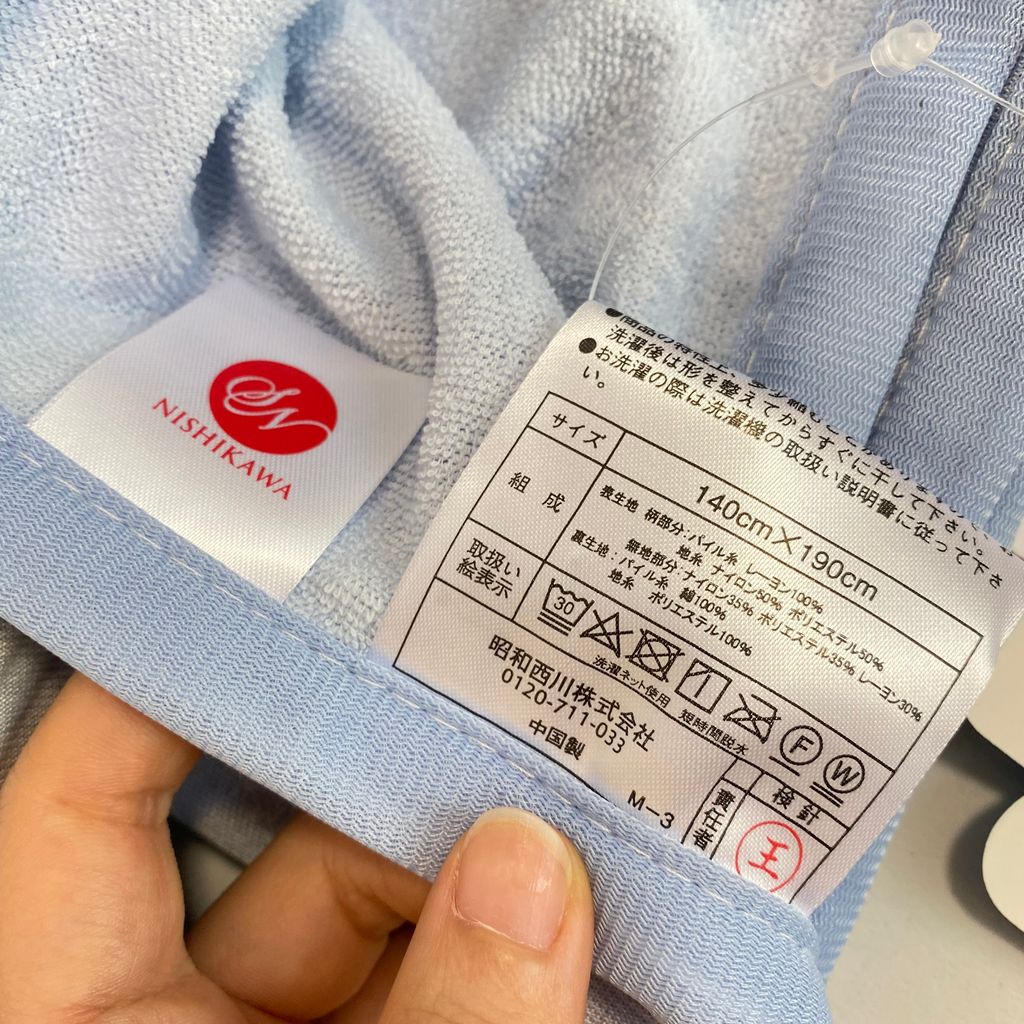 SN
NISHIKAWA
洗濯後は形を整えてからすぐに干して下さい。
●お洗濯の際は洗濯機の取扱い説明書に従って下さ
い。
サイズ
140cm×190cm
組成
表生地 柄部分:パイル糸 レーヨン100%
地糸 ナイロン50% ポリエステル50%
無地部分:ナイロン35% ポリエステル35% レーヨン30%
裏生地:パイル糸 綿100%
地糸 ポリエステル100%
取扱い
絵表示
30
F
W
洗濯ネット使用 短時間脱水
昭和西川株式会社
0120-711-033
中国製
M-3
責任者
検針
王